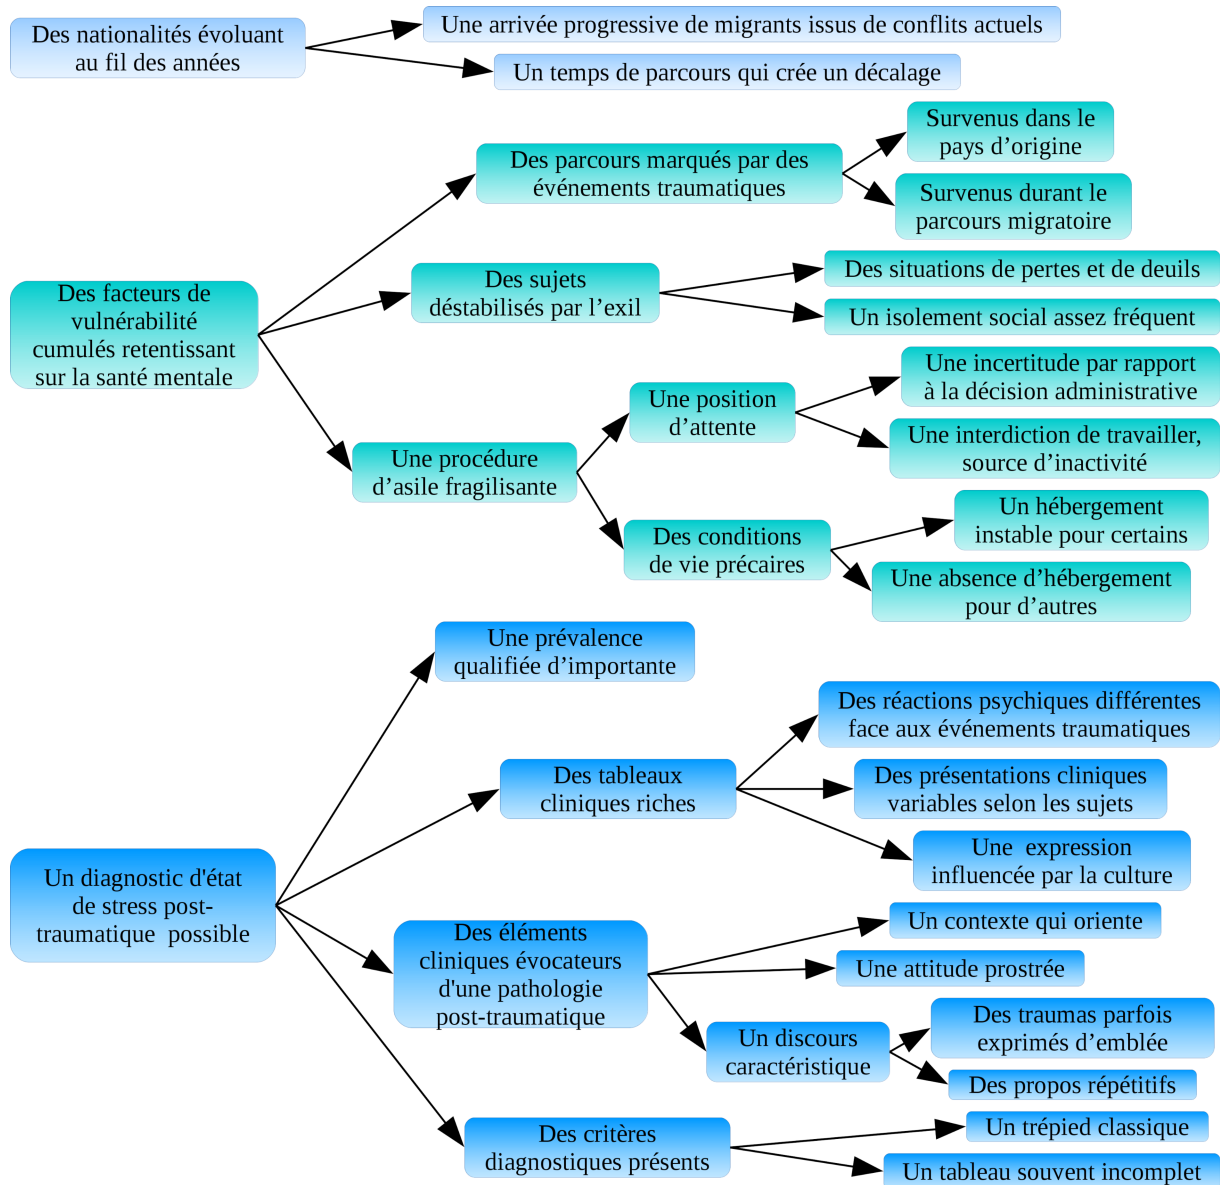 Des nationalités évoluant
au fil des années
Une arrivée progressive de migrants issus de conflits actuels
Un temps de parcours qui crée un décalage
Des facteurs de
vulnérabilité
cumulés retentissant
sur la santé mentale
Des parcours marqués par des
événements traumatiques
Survenus dans le
pays d’origine
Survenus durant le
parcours migratoire
Des sujets
déstabilisés par l’exil
Des situations de pertes et de deuils
Un isolement social assez fréquent
Une procédure
d’asile fragilisante
Une position
d’attente
Une incertitude par rapport
à la décision administrative
Une interdiction de travailler,
source d’inactivité
Des conditions
de vie précaires
Un hébergement
instable pour certains
Une absence d’hébergement
pour d’autres
Un diagnostic d'état
de stress post-
traumatique  possible
Une prévalence
qualifiée d’importante
Des tableaux
cliniques riches
Des réactions psychiques différentes
face aux événements traumatiques
Des présentations cliniques
variables selon les sujets
Une  expression
influencée par la culture
Des éléments
cliniques évocateurs
d'une pathologie
post-traumatique
Un contexte qui oriente
Une attitude prostrée
Un discours
caractéristique
Des traumas parfois
exprimés d’emblée
Des propos répétitifs
Des critères
diagnostiques présents
Un trépied classique
Un tableau souvent incomplet